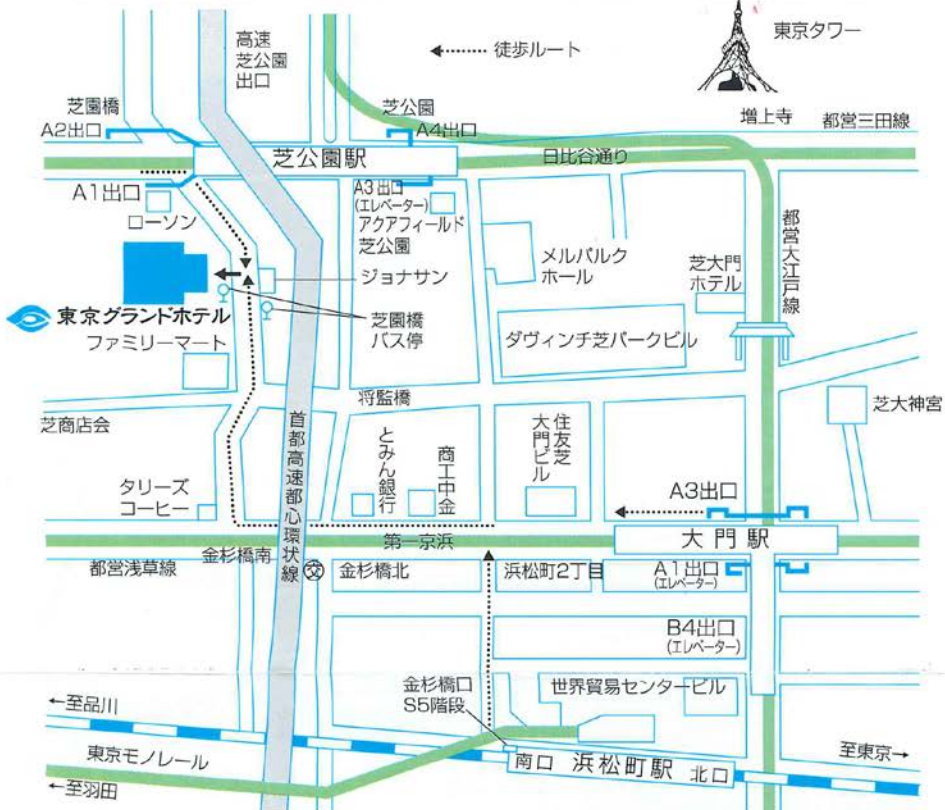 高速
芝公園
出口
徒歩ルート
東京タワー
芝園橋
A2出口
芝公園
A4出口
増上寺
都営三田線
芝公園駅
日比谷通り
A1出口
ローソン
A3出口
(エレベーター)
アクアフィールド
芝公園
メルパルク
ホール
芝大門
ホテル
都営大江戸線
ジョナサン
東京グランドホテル
芝園橋
バス停
ファミリーマート
ダヴィンチ芝パークビル
将監橋
芝商店会
芝大神宮
首都高速都心環状線
とみん銀行
商工中金
住友芝
大門ビル
タリーズ
コーヒー
A3出口
第一京浜
大門駅
都営浅草線
金杉橋南
交
金杉橋北
浜松町2丁目
A1出口
(エレベーター)
B4出口
(エレベーター)
金杉橋口
S5階段
世界貿易センタービル
←至品川
東京モノレール
←至羽田
南口 浜松町駅 北口
至東京→